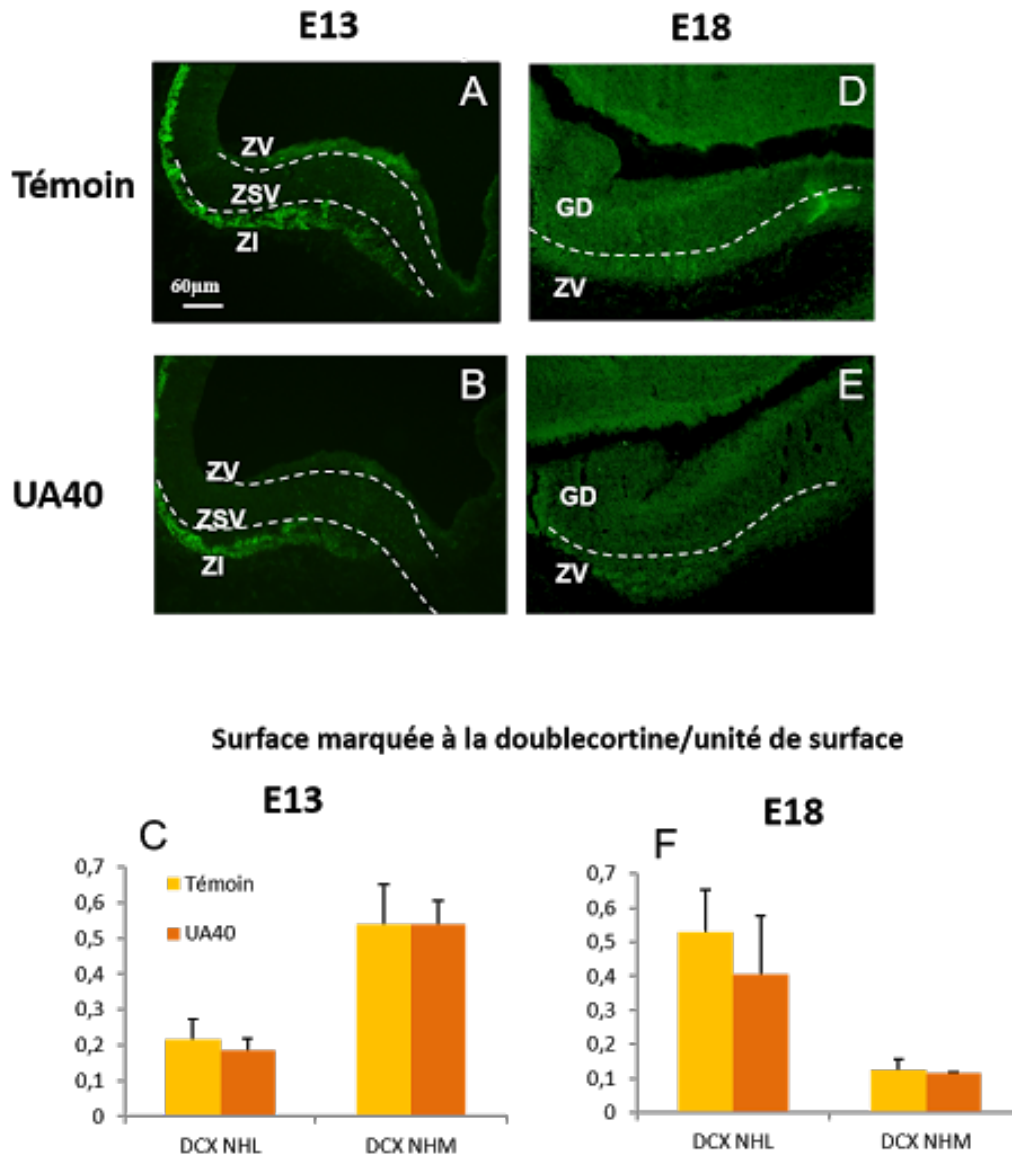 E13
E18
Témoin
A
ZV
ZSV
ZI
60µm
D
GD
ZV
UA40
B
ZV
ZSV
ZI
E
GD
ZV
Surface marquée à la doublecortine/unité de surface
E13
C
0,7
0,6
0,5
0,4
0,3
0,2
0,1
0
Témoin
UA40
DCX NHL
DCX NHM
E18
F
0,7
0,6
0,5
0,4
0,3
0,2
0,1
0
DCX NHL
DCX NHM